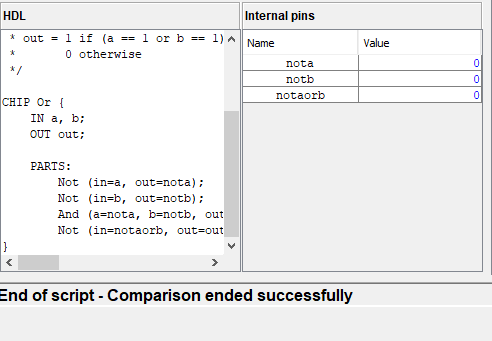 HDL
* out = 1 if (a == 1 or b == 1)
* 0 otherwise
*/
CHIP Or {
IN a, b;
OUT out;
PARTS:
Not (in=a, out=nota);
Not (in=b, out=notb);
And (a=nota, b=notb, out
Not (in=notaorb, out=out
}
Internal pins
Name Value
nota 0
notb 0
notaorb 0
End of script - Comparison ended successfully